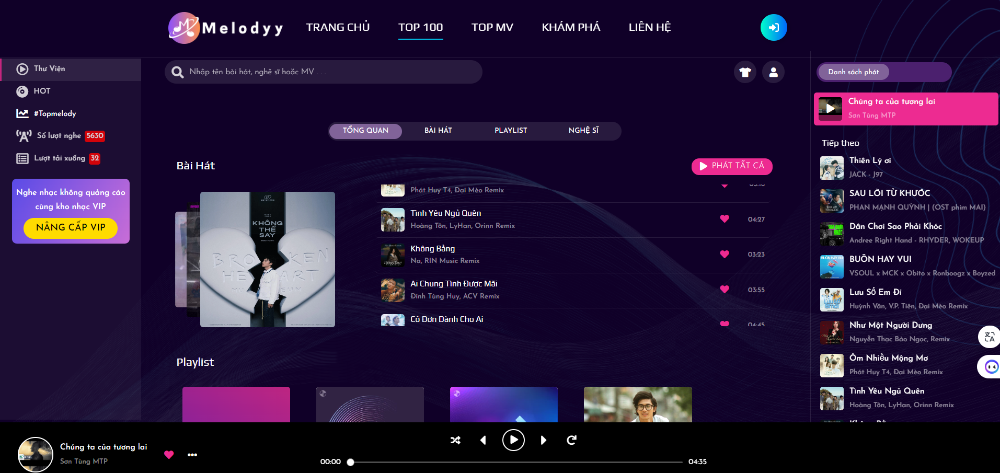 Melodyy
TRANG CHỦ
TOP 100
TOP MV
KHÁM PHÁ
LIÊN HỆ
Thư Viện
HOT
#Topmelody
Số lượt nghe 5630
Lượt tải xuống 32
Nghe nhạc không quảng cáo
cùng kho nhạc VIP
NÂNG CẤP VIP
Nhập tên bài hát, nghệ sĩ hoặc MV . . .
TỔNG QUAN
BÀI HÁT
PLAYLIST
NGHỆ SĨ
Bài Hát
PHÁT TẤT CẢ
KHÔNG
THỂ
SAY
BROKEN
HEART
Phát Huy T4, Đại Mèo Remix
Tình Yêu Ngủ Quên
Hoàng Tôn, LyHan, Orinn Remix
04:27
Không Bằng
Na, RIN Music Remix
03:23
Ai Chung Tình Được Mãi
Đinh Tùng Huy, ACV Remix
03:55
Cô Đơn Dành Cho Ai
04:45
Playlist
Danh sách phát
Chúng ta của tương lai
Sơn Tùng MTP
Tiếp theo
Thiên Lý ơi
JACK - J97
SAU LỜI TỪ KHƯỚC
PHAN MẠNH QUỲNH | (OST phim MAI)
Dân Chơi Sao Phải Khóc
Andree Right Hand - RHYDER, WOKEUP
BUỒN HAY VUI
VSOUL x MCK x Obito x Ronboogz x Boyzed
Lưu Số Em Đi
Huỳnh Văn, V.P. Tiên, Đại Mèo Remix
Như Một Người Dưng
Nguyễn Thạc Bảo Ngọc, Remix
Ôm Nhiều Mộng Mơ
Phát Huy T4, Đại Mèo Remix
Tình Yêu Ngủ Quên
Hoàng Tôn, LyHan, Orinn Remix
Chúng ta của tương lai
Sơn Tùng MTP
00:00
04:35